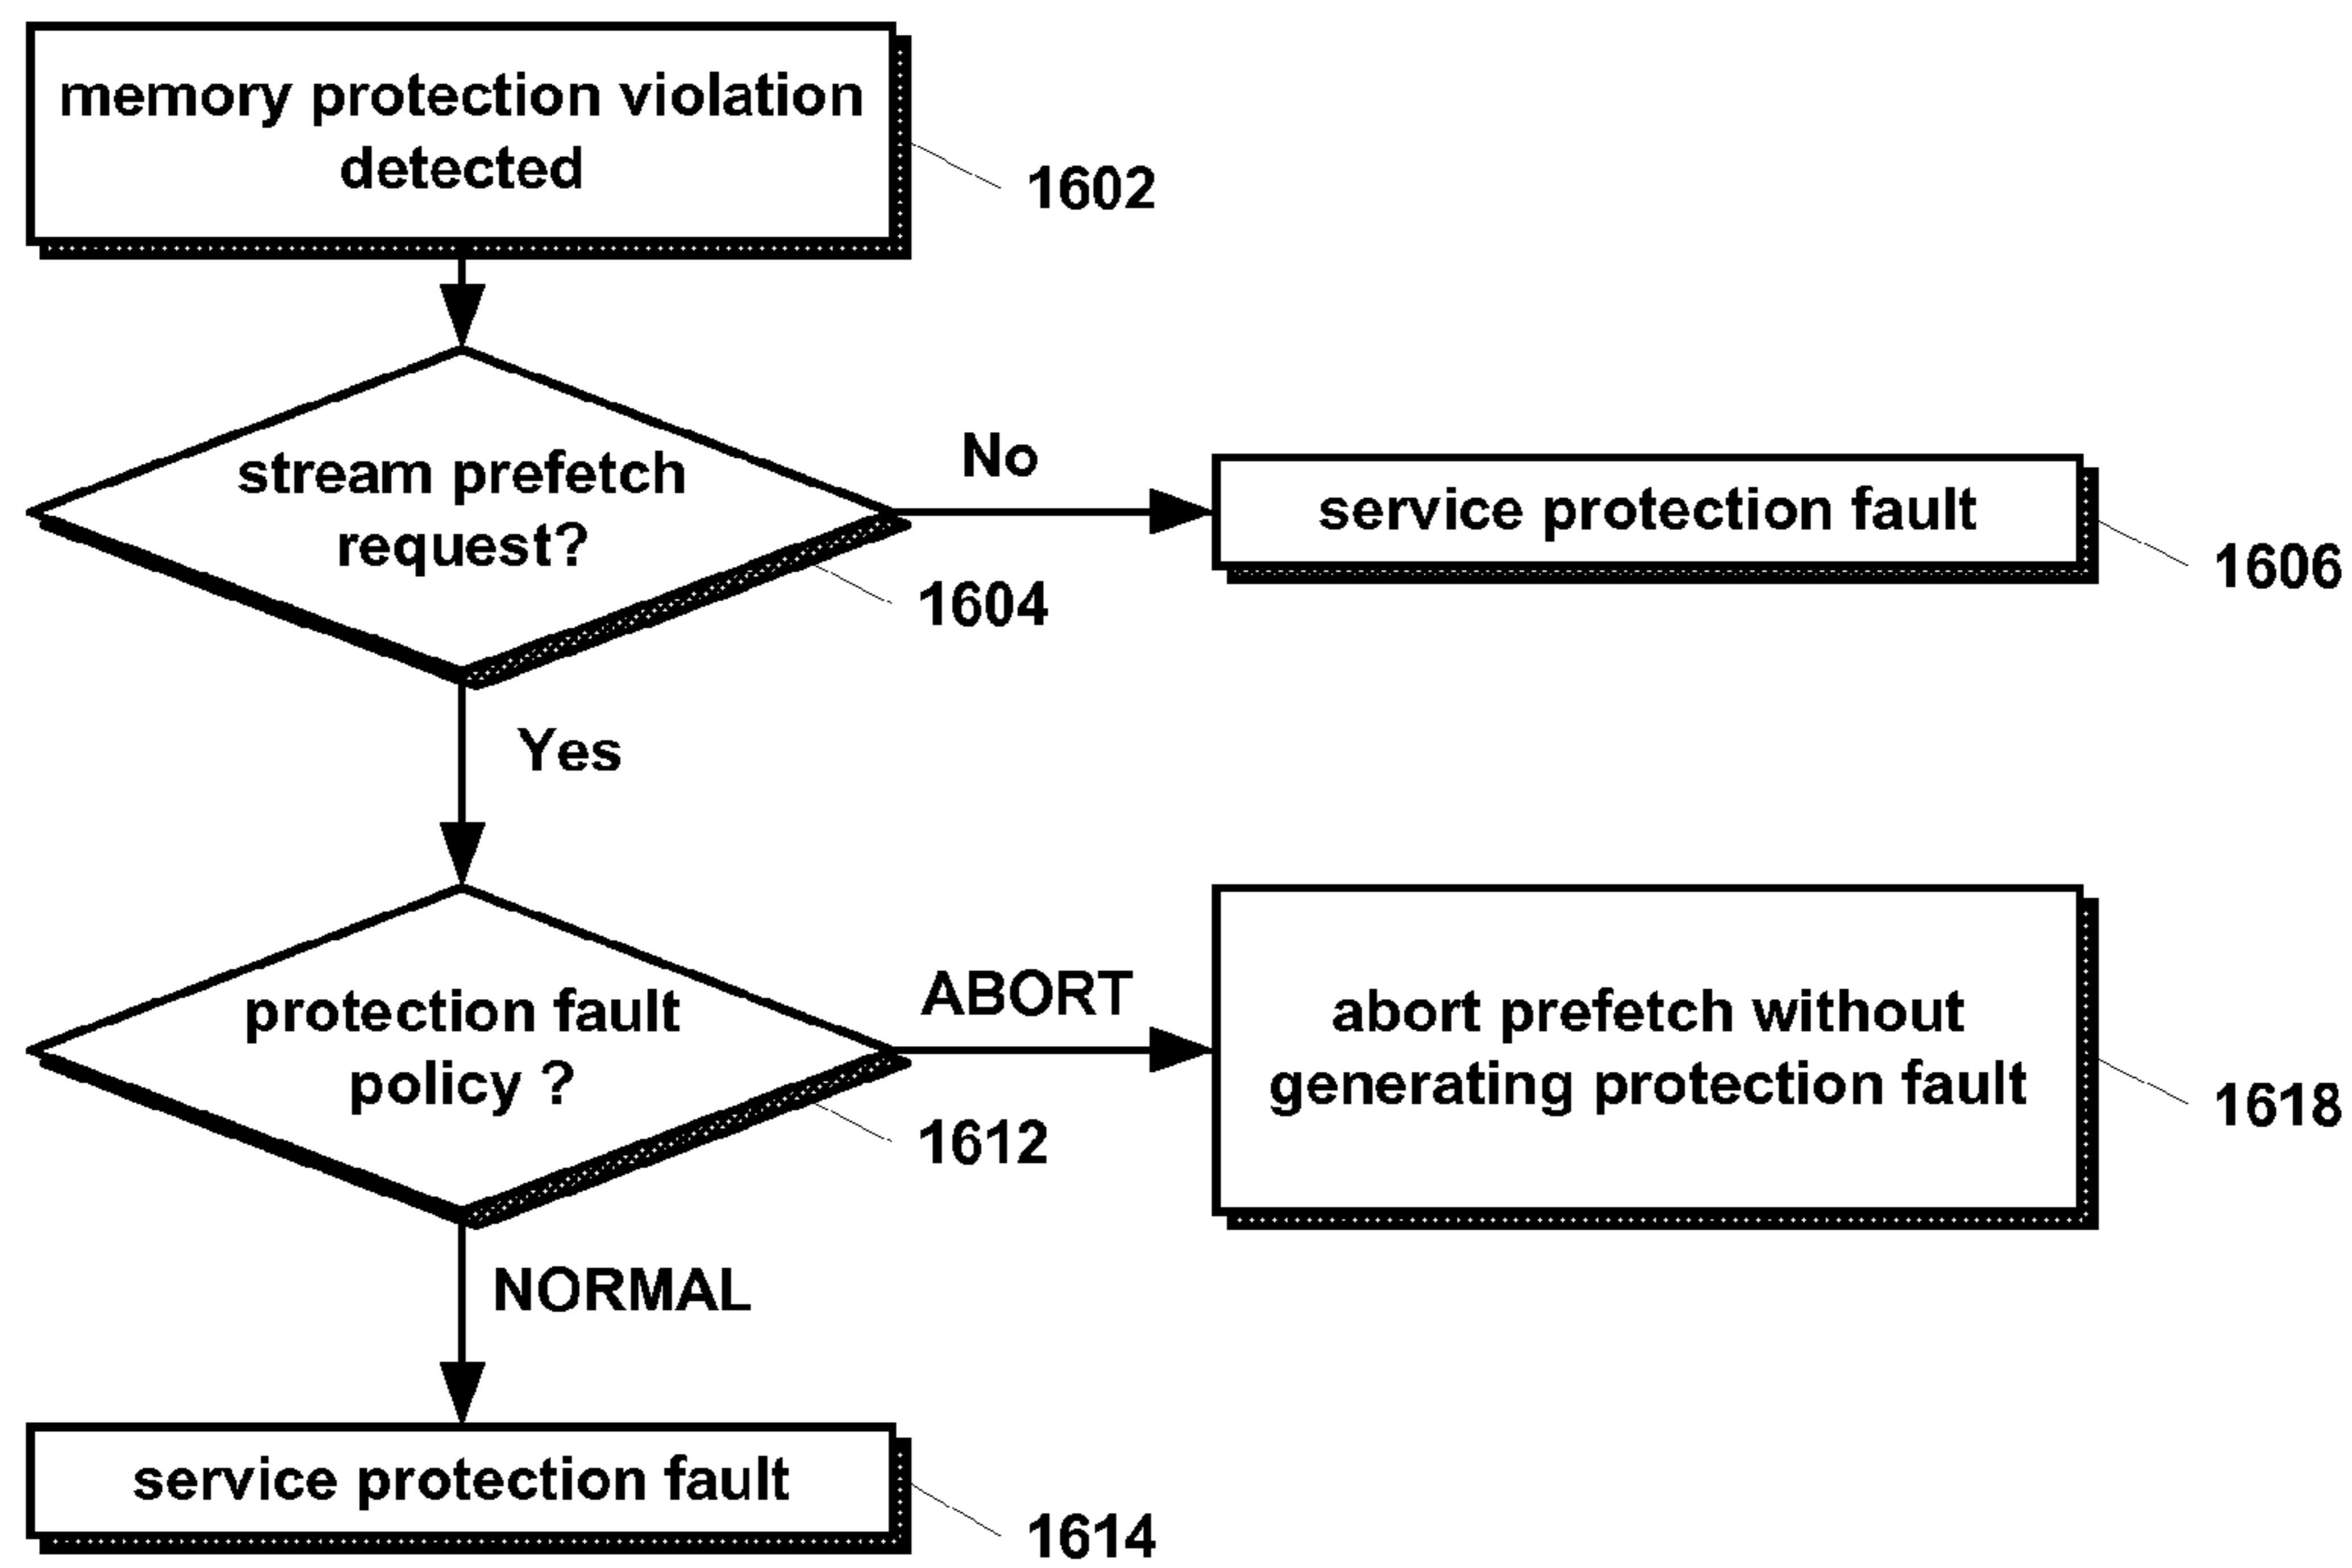 memory protection violation
detected
1602
stream prefetch
request?
No
1604
service protection fault
1606
Yes
protection fault
policy ?
ABORT
1612
abort prefetch without
generating protection fault
1618
NORMAL
service protection fault
1614